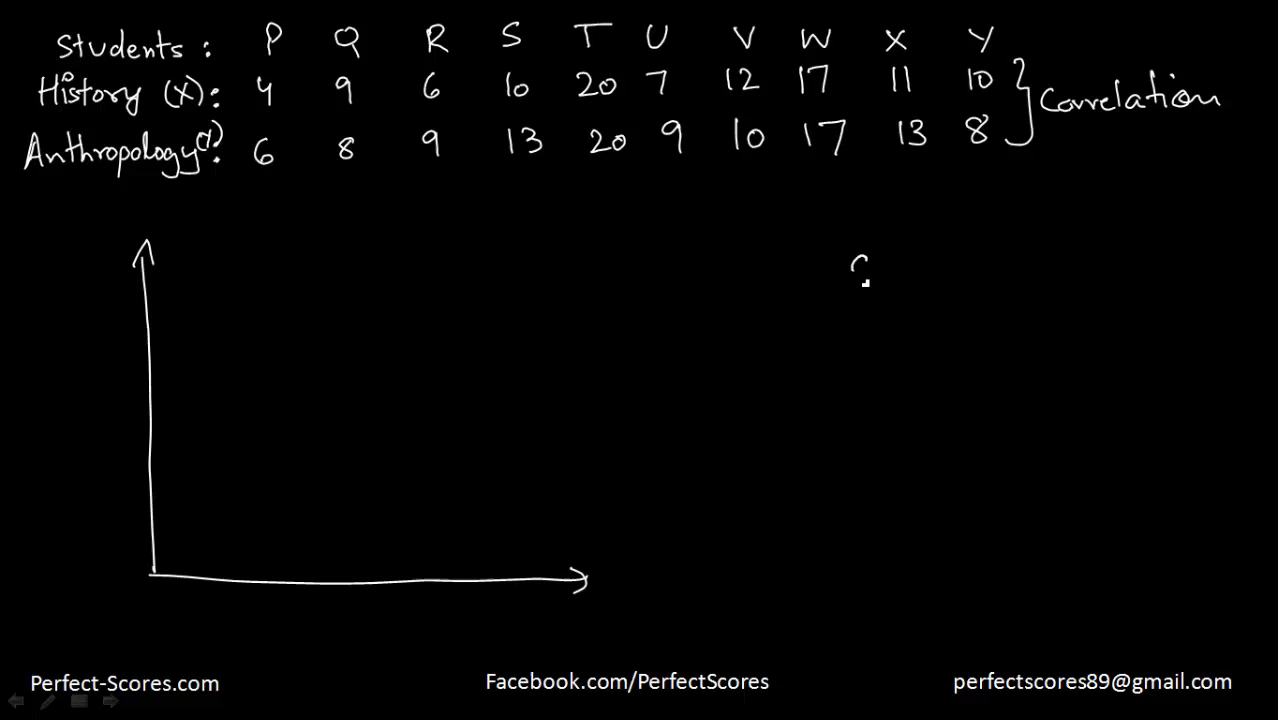 Students : P Q R S T U V W X Y
History (X): 4 9 6 10 20 7 12 17 11 10
Anthropology(Y): 6 8 9 13 20 9 10 17 13 8
Correlation
Perfect-Scores.com
Facebook.com/PerfectScores
perfectscores89@gmail.com